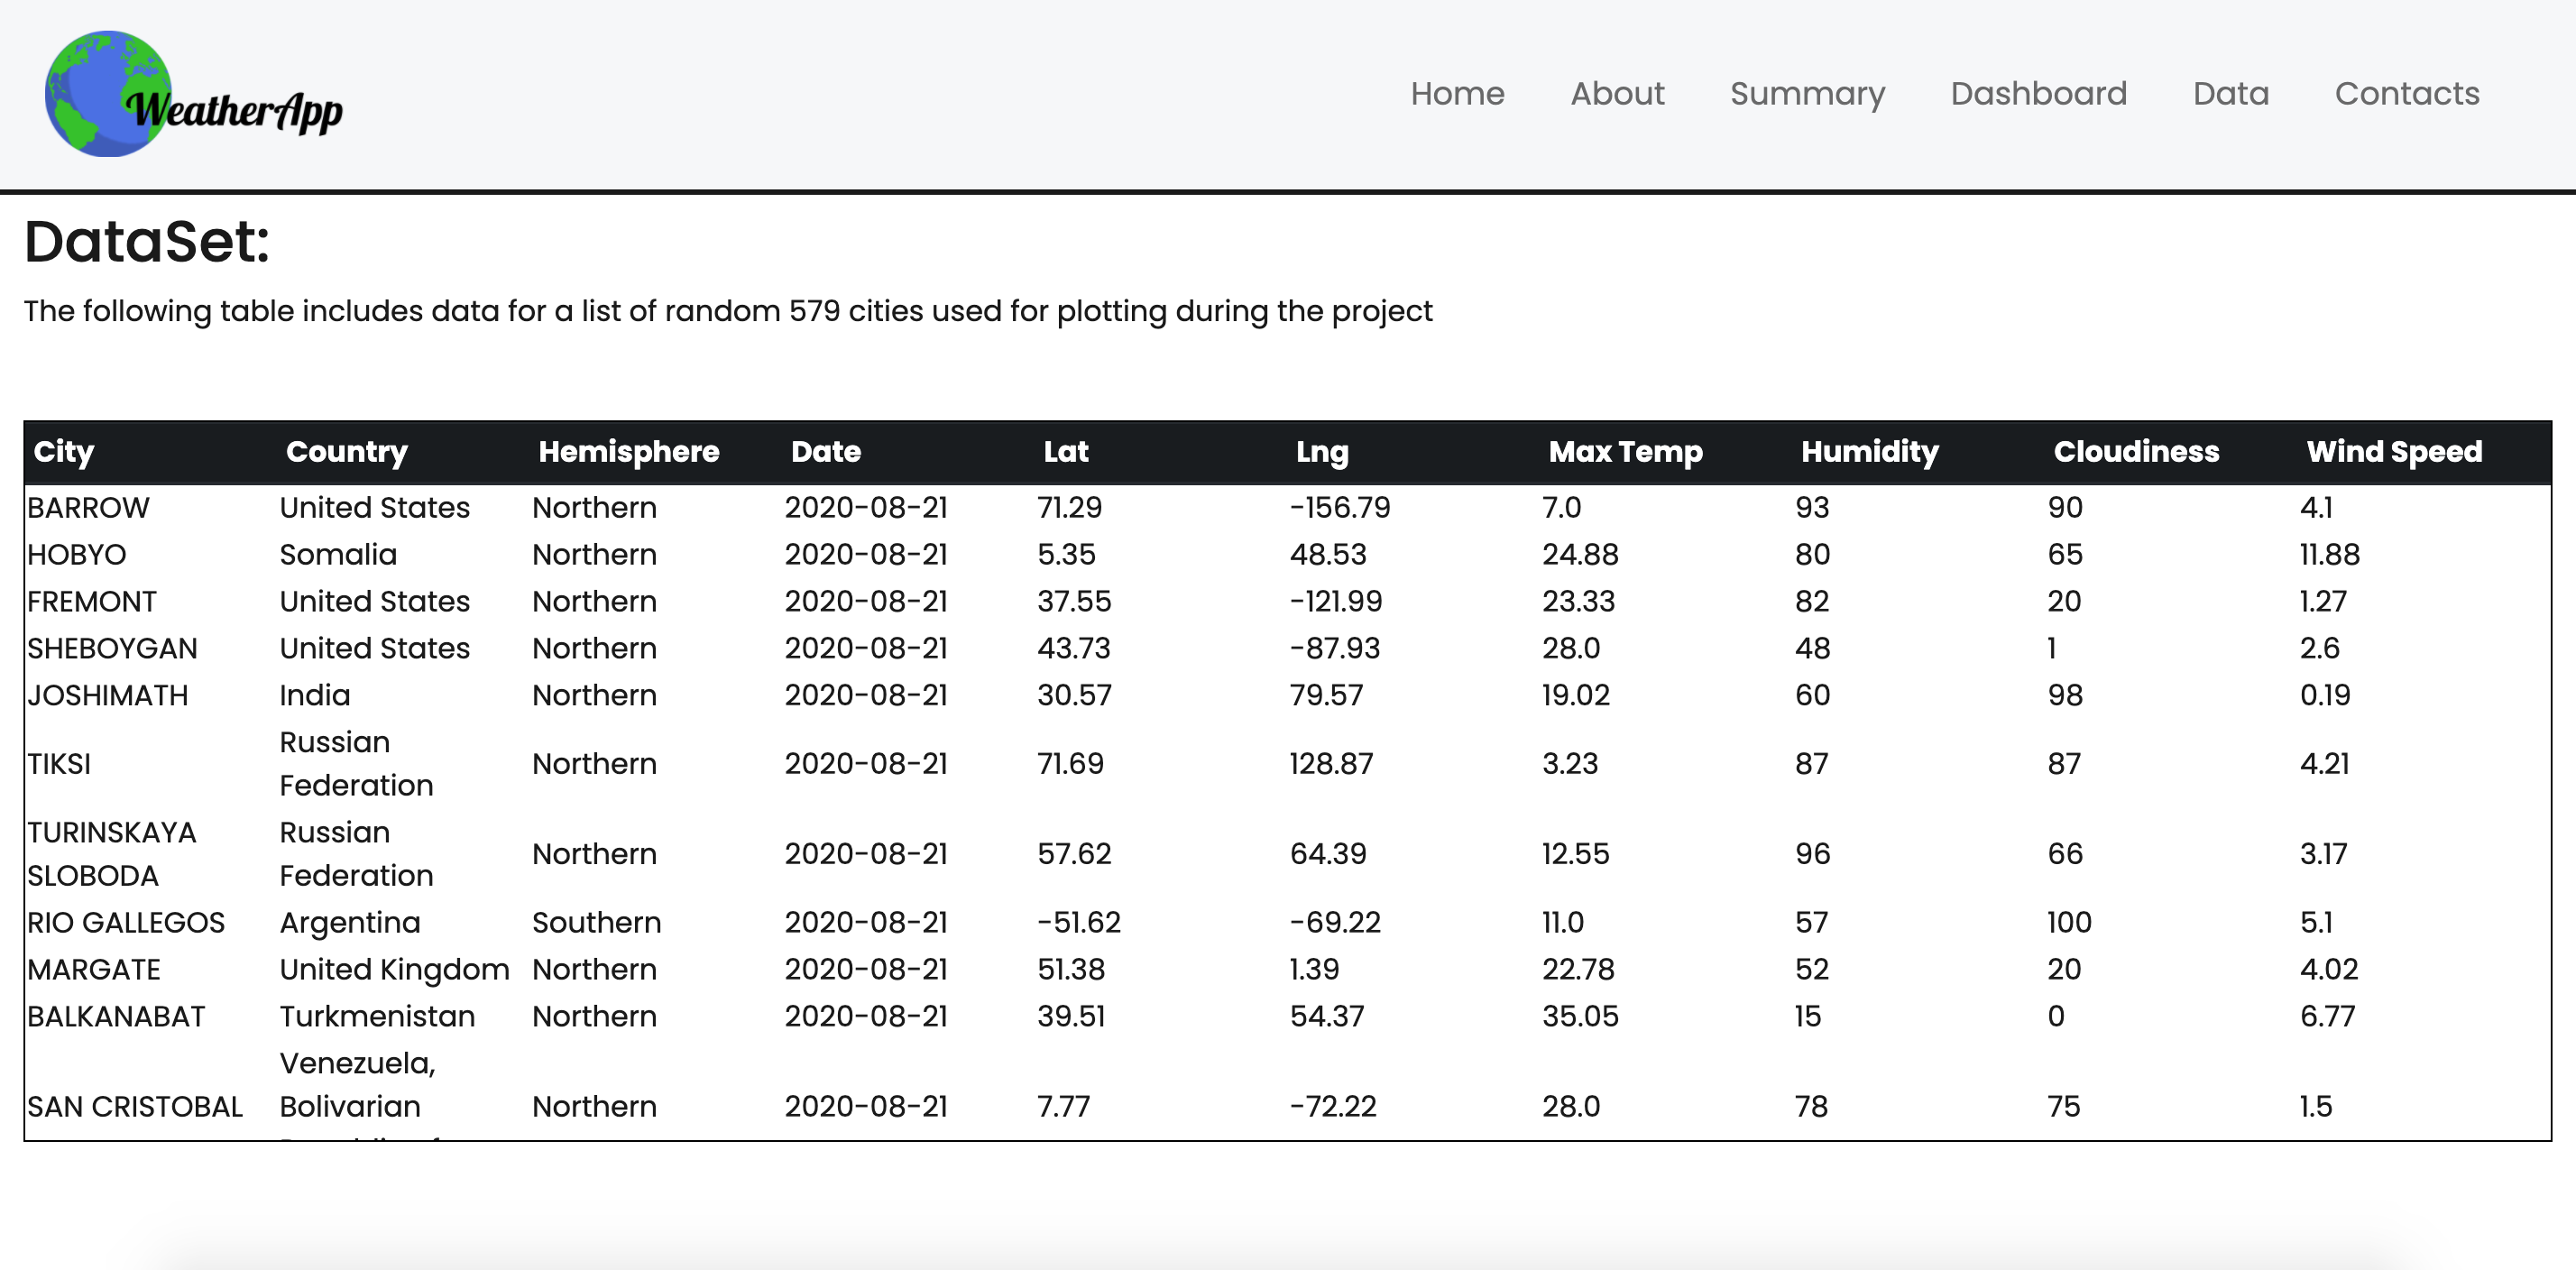 WeatherApp
Home About Summary Dashboard Data Contacts
DataSet:
The following table includes data for a list of random 579 cities used for plotting during the project
City Country Hemisphere Date Lat Lng Max Temp Humidity Cloudiness Wind Speed
BARROW United States Northern 2020-08-21 71.29 -156.79 7.0 93 90 4.1
HOBYO Somalia Northern 2020-08-21 5.35 48.53 24.88 80 65 11.88
FREMONT United States Northern 2020-08-21 37.55 -121.99 23.33 82 20 1.27
SHEBOYGAN United States Northern 2020-08-21 43.73 -87.93 28.0 48 1 2.6
JOSHIMATH India Northern 2020-08-21 30.57 79.57 19.02 60 98 0.19
TIKSI Russian Federation Northern 2020-08-21 71.69 128.87 3.23 87 87 4.21
TURINSKAYA SLOBODA Russian Federation Northern 2020-08-21 57.62 64.39 12.55 96 66 3.17
RIO GALLEGOS Argentina Southern 2020-08-21 -51.62 -69.22 11.0 57 100 5.1
MARGATE United Kingdom Northern 2020-08-21 51.38 1.39 22.78 52 20 4.02
BALKANABAT Turkmenistan Northern 2020-08-21 39.51 54.37 35.05 15 0 6.77
SAN CRISTOBAL Venezuela, Bolivarian Northern 2020-08-21 7.77 -72.22 28.0 78 75 1.5